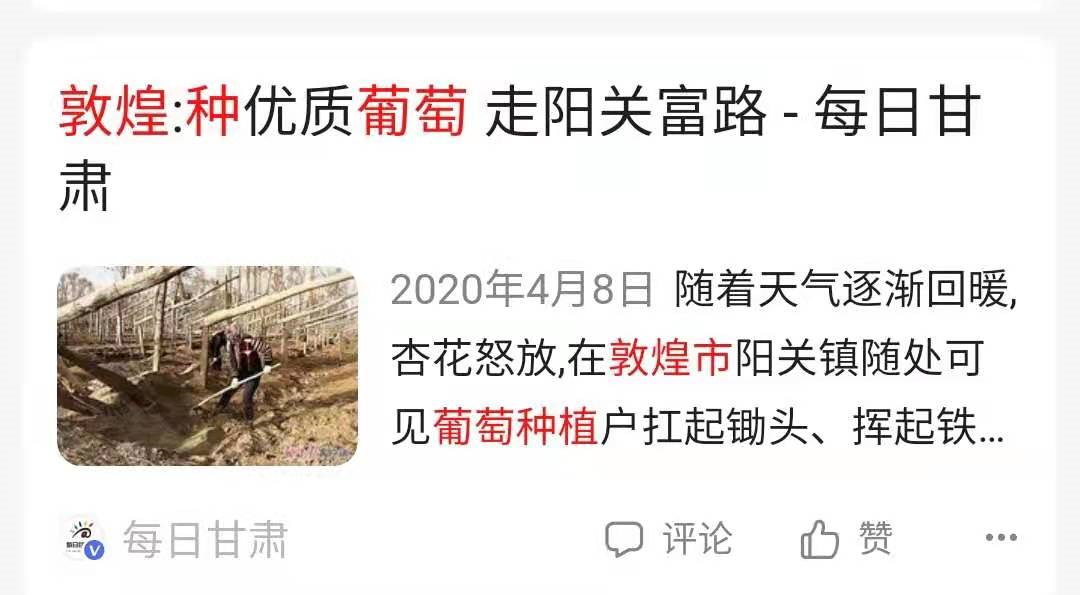 敦煌:种优质葡萄 走阳关富路 - 每日甘
肃
2020年4月8日 随着天气逐渐回暖,
杏花怒放,在敦煌市阳关镇随处可
见葡萄种植户扛起锄头、挥起铁...
每日甘肃
评论
赞